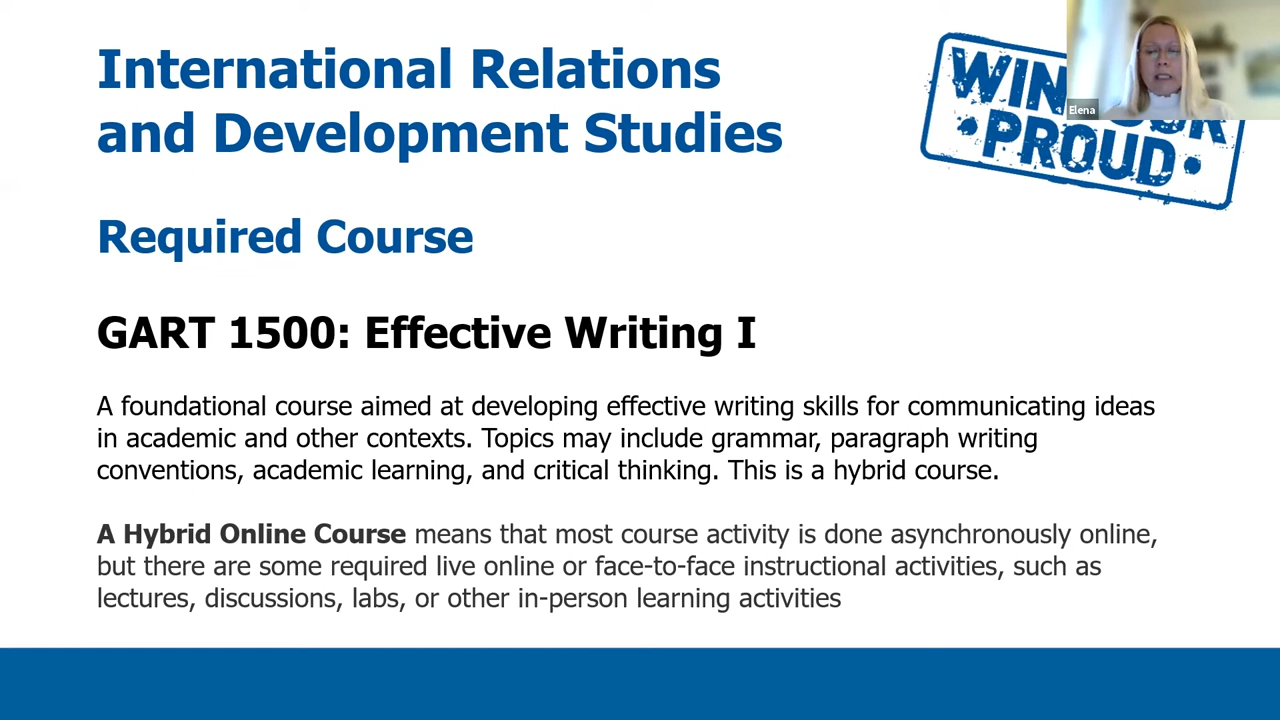 International Relations
and Development Studies
WIN
PROUD
Elena
Required Course
GART 1500: Effective Writing I
A foundational course aimed at developing effective writing skills for communicating ideas
in academic and other contexts. Topics may include grammar, paragraph writing
conventions, academic learning, and critical thinking. This is a hybrid course.
A Hybrid Online Course means that most course activity is done asynchronously online,
but there are some required live online or face-to-face instructional activities, such as
lectures, discussions, labs, or other in-person learning activities